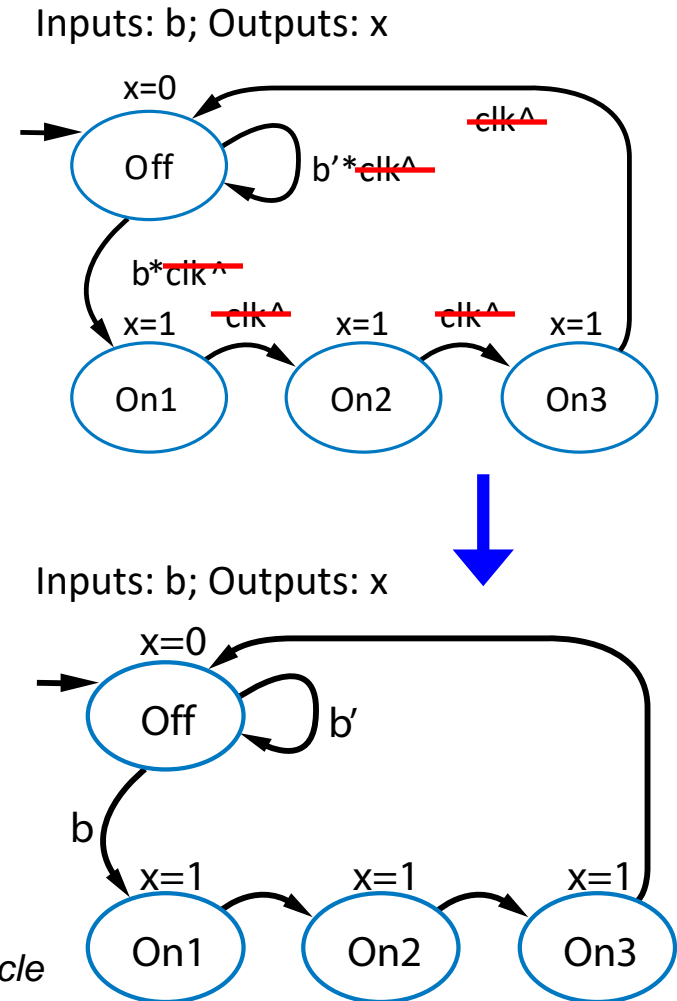 Inputs: b; Outputs: x
x=0
clk^
Off
b’*clk^
b*clk^
x=1
clk^
x=1
clk^
x=1
On1
On2
On3
Inputs: b; Outputs: x
x=0
Off
b’
b
x=1
x=1
x=1
On1
On2
On3
cle